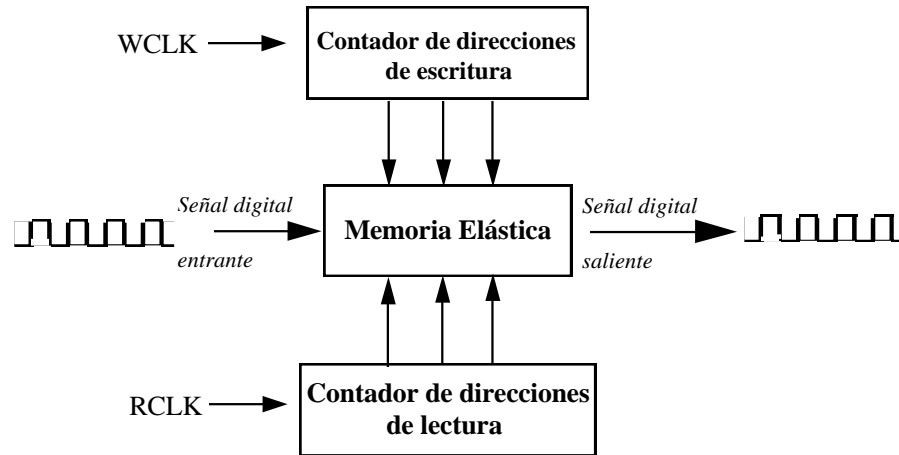 WCLK
Contador de direcciones
de escritura
Señal digital
entrante
Memoria Elástica
Señal digital
saliente
RCLK
Contador de direcciones
de lectura